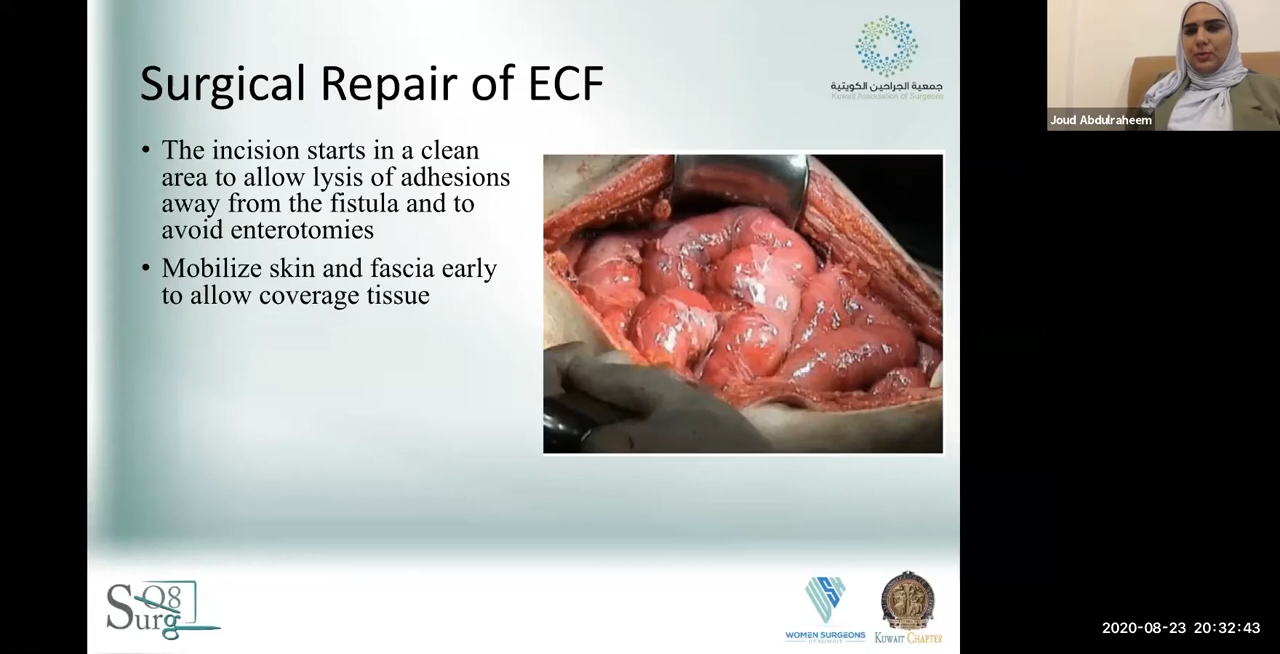 Surgical Repair of ECF
جمعية الجراحين الكويتية
Kuwait Association of Surgeons
Joud Abdulraheem
• The incision starts in a clean
area to allow lysis of adhesions
away from the fistula and to
avoid enterotomies
• Mobilize skin and fascia early
to allow coverage tissue
Q8
Surg
WOMEN SURGEONS
OF KUWAIT
KUWAIT CHAPTER
2020-08-23 20:32:43